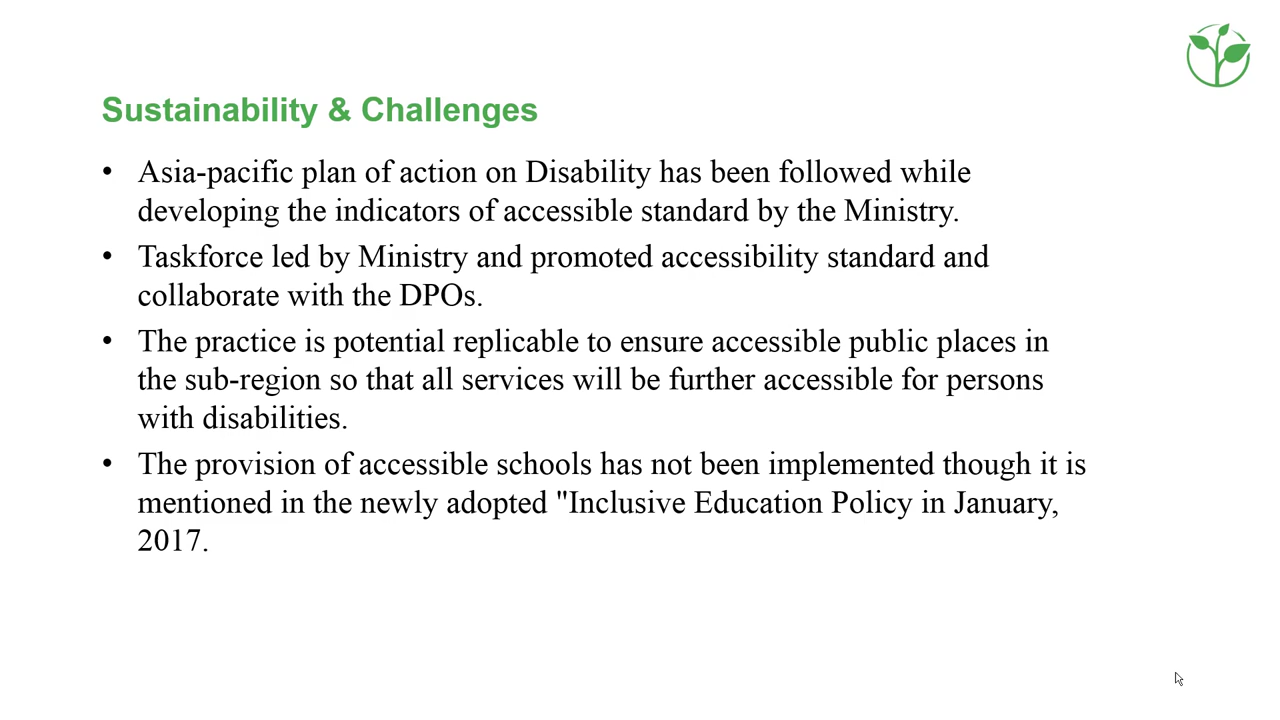 Sustainability & Challenges
• Asia-pacific plan of action on Disability has been followed while
developing the indicators of accessible standard by the Ministry.
• Taskforce led by Ministry and promoted accessibility standard and
collaborate with the DPOs.
• The practice is potential replicable to ensure accessible public places in
the sub-region so that all services will be further accessible for persons
with disabilities.
• The provision of accessible schools has not been implemented though it is
mentioned in the newly adopted "Inclusive Education Policy in January,
2017.